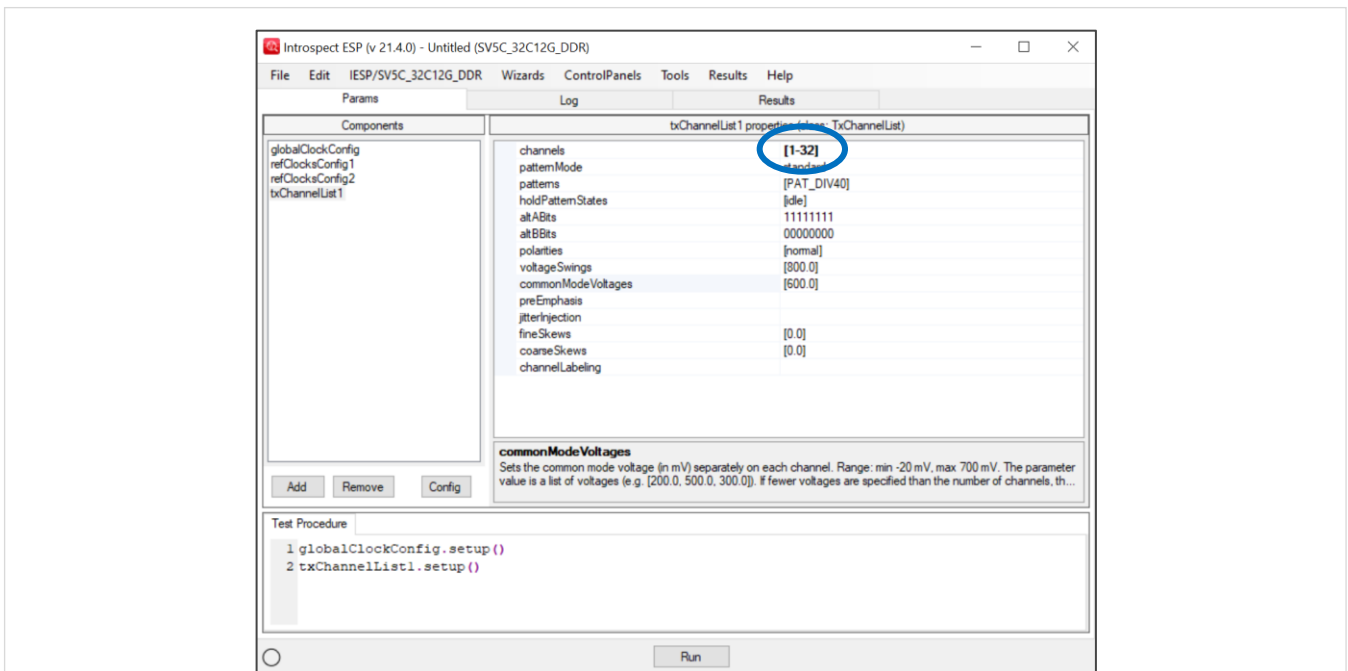 Introspect ESP (v 21.4.0) - Untitled (SV5C_32C12G_DDR)
File Edit IESP/SV5C_32C12G_DDR Wizards ControlPanels Tools Results Help
Params Log Results
Components
globalClockConfig
refClocksConfig1
refClocksConfig2
txChannelList1
Add Remove Config
txChannelList1 properties (class: TxChannelList)
channels [1-32]
patternMode standard
patterns [PAT_DIV40]
holdPatternStates [idle]
altABits 11111111
altBBits 00000000
polarities [normal]
voltageSwings [800.0]
commonModeVoltages [600.0]
preEmphasis
jitterInjection
fineSkews [0.0]
coarseSkews [0.0]
channelLabeling
commonModeVoltages
Sets the common mode voltage (in mV) separately on each channel. Range: min -20 mV, max 700 mV. The parameter
value is a list of voltages (e.g. [200.0, 500.0, 300.0]). If fewer voltages are specified than the number of channels, th...
Test Procedure
1 globalClockConfig.setup()
2 txChannelList1.setup()
Run